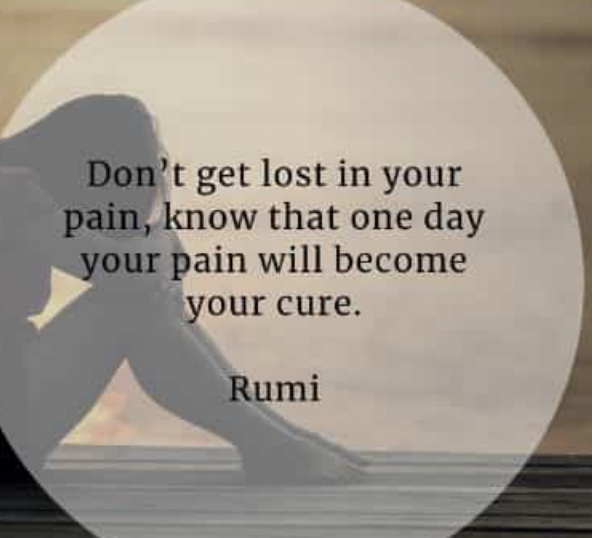 Don't get lost in your
pain, know that one day
your pain will become
your cure.
Rumi